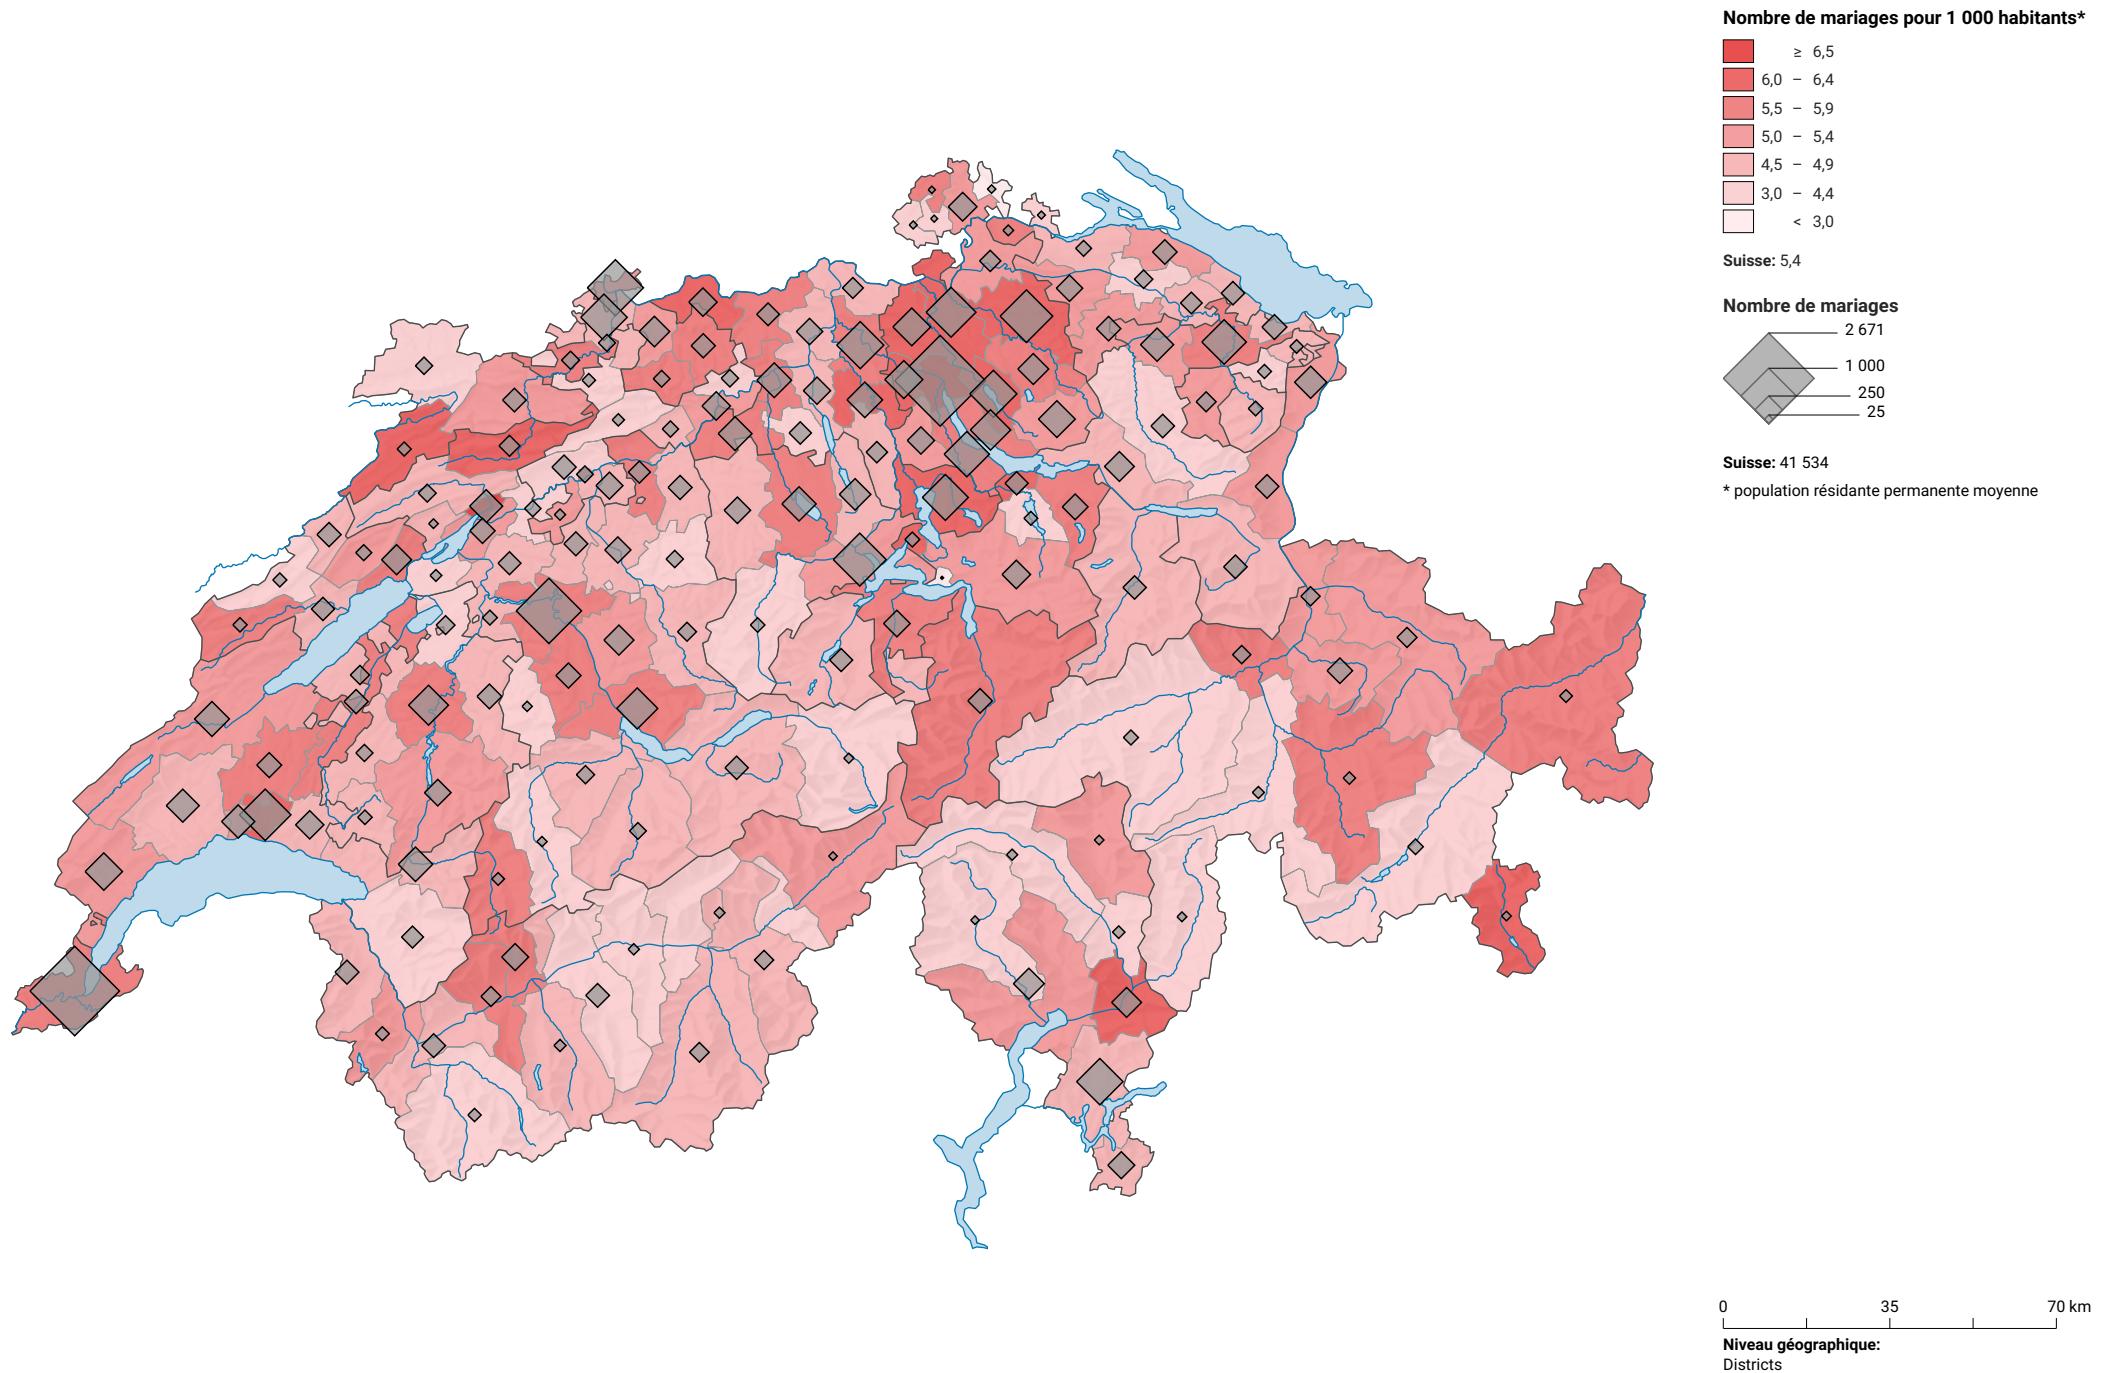 Nombre de mariages pour 1 000 habitants*
≥ 6,5
6,0 – 6,4
5,5 – 5,9
5,0 – 5,4
4,5 – 4,9
3,0 – 4,4
< 3,0
Suisse: 5,4
Nombre de mariages
2 671
1 000
250
25
Suisse: 41 534
* population résidante permanente moyenne
0 35 70 km
Niveau géographique:
Districts